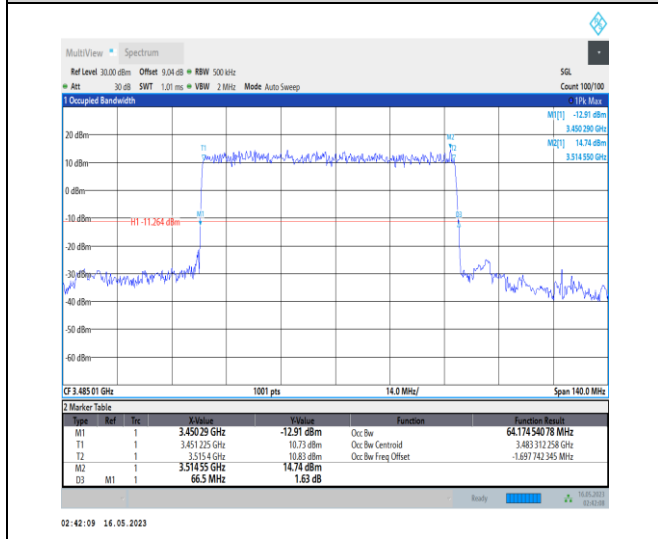 MultiView Spectrum
Ref Level 30.00 dBm Offset 9.04 dB RBW 500 kHz SGL
Att 30 dB SWT 1.01 ms VBW 2 MHz Mode Auto Sweep Count 100/100
1 Occupied Bandwidth 1Pk Max
M1[1] -12.91 dBm
3.450 290 GHz
M2[1] 14.74 dBm
3.514 550 GHz
20 dBm
M2
T1
T2
10 dBm
0 dBm
-10 dBm
H1 -11.264 dBm
M1
D3
-20 dBm
-30 dBm
-40 dBm
-50 dBm
-60 dBm
CF 3.485 01 GHz 1001 pts 14.0 MHz/ Span 140.0 MHz
2 Marker Table
Type Ref Trc X-Value Y-Value Function Function Result
M1 1 3.450 29 GHz -12.91 dBm Occ Bw 64.174 540 78 MHz
T1 1 3.451 225 GHz 10.73 dBm Occ Bw Centroid 3.483 312 258 GHz
T2 1 3.515 4 GHz 10.83 dBm Occ Bw Freq Offset -1.697 742 345 MHz
M2 1 3.514 55 GHz 14.74 dBm
D3 M1 1 66.5 MHz 1.63 dB
Ready 16.05.2023
02:42:08
02:42:09 16.05.2023